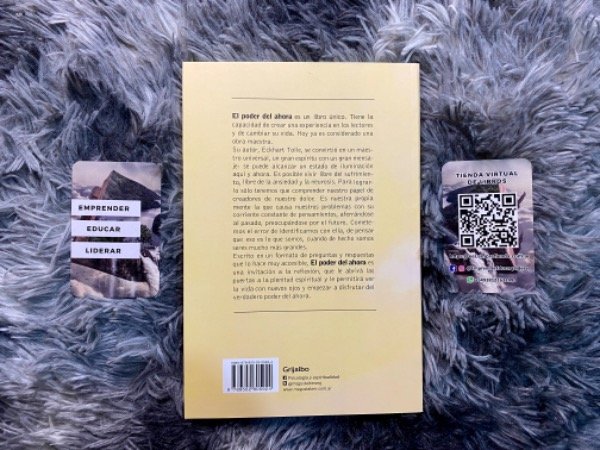 EMPRENDER
EDUCAR
LIDERAR
El poder del ahora es un libro único. Tiene la
capacidad de crear una experiencia en los lectores
y de cambiar su vida. Hoy ya es considerado una
obra maestra.
Su autor, Eckhart Tolle, se convirtió en un maes-
tro universal, un gran espíritu con un gran mensa-
je: se puede alcanzar un estado de iluminación
aquí y ahora. Es posible vivir libre del sufrimien-
to, libre de la ansiedad y la neurosis. Para lograr-
lo sólo tenemos que comprender nuestro papel de
creadores de nuestro dolor. Es nuestra propia
mente la que causa nuestros problemas con su
corriente constante de pensamientos, aferrándose
al pasado, preocupándose por el futuro. Comete-
mos el error de identificarnos con ella, de pensar
que eso es lo que somos, cuando de hecho somos
seres mucho más grandes.
Escrito en un formato de preguntas y respuestas
que lo hace muy accesible, El poder del ahora es
una invitación a la reflexión, que le abrirá las
puertas a la plenitud espiritual y le permitirá ver
la vida con nuevos ojos y empezar a disfrutar del
verdadero poder del ahora.
Grijalbo
TIENDA VIRTUAL
DE LIBROS